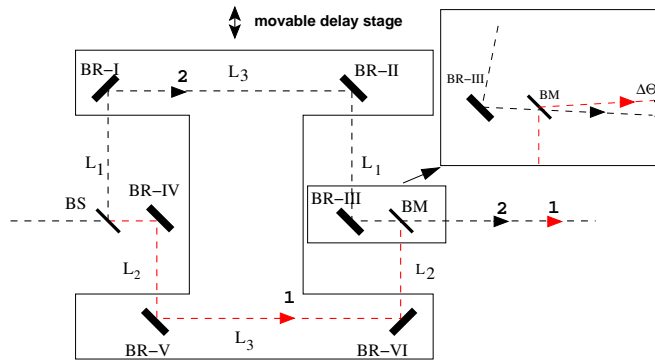 movable delay stage
BR-I
2
L3
BR-II
BR-III
BM
ΔΘ
L1
L1
BS
BR-IV
BR-III
BM
2
1
L2
L2
1
BR-V
L3
BR-VI